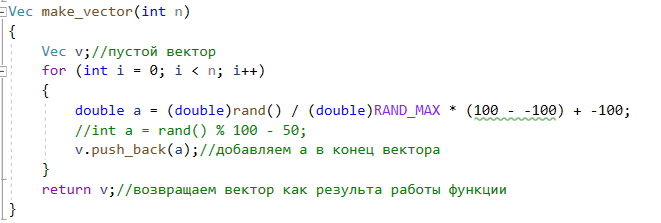 Vec make_vector(int n)
{
Vec v;//пустой вектор
for (int i = 0; i < n; i++)
{
double a = (double)rand() / (double)RAND_MAX * (100 - -100) + -100;
//int a = rand() % 100 - 50;
v.push_back(a);//добавляем а в конец вектора
}
return v;//возвращаем вектор как результа работы функции
}